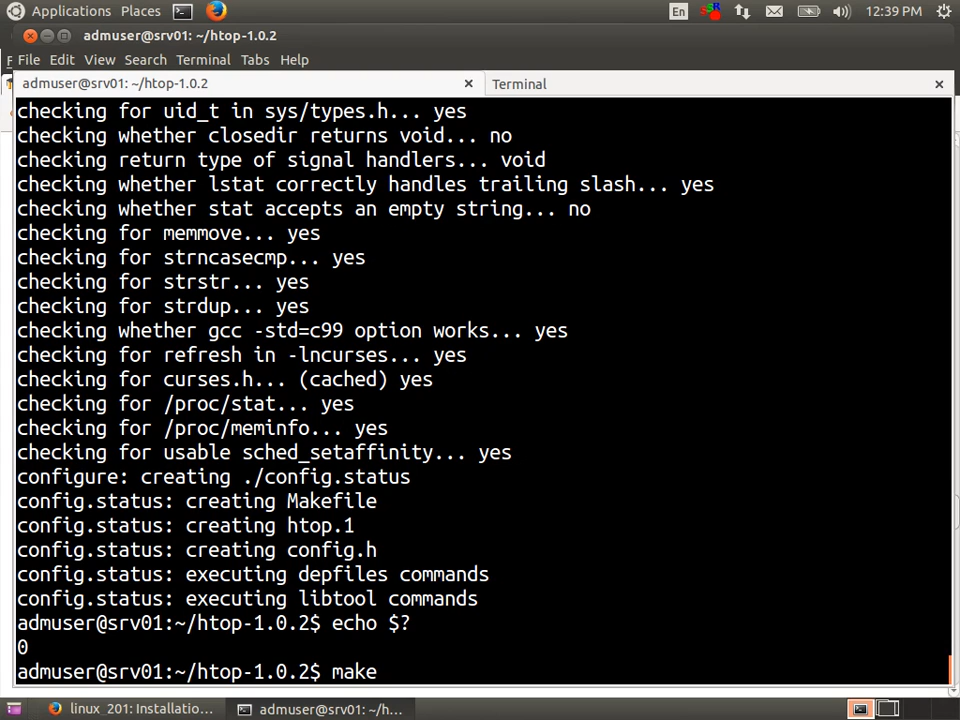 Applications Places En 12:39 PM
admuser@srv01: ~/htop-1.0.2
File Edit View Search Terminal Tabs Help
admuser@srv01: ~/htop-1.0.2 Terminal
checking for uid_t in sys/types.h... yes
checking whether closedir returns void... no
checking return type of signal handlers... void
checking whether lstat correctly handles trailing slash... yes
checking whether stat accepts an empty string... no
checking for memmove... yes
checking for strncasecmp... yes
checking for strstr... yes
checking for strdup... yes
checking whether gcc -std=c99 option works... yes
checking for refresh in -lncurses... yes
checking for curses.h... (cached) yes
checking for /proc/stat... yes
checking for /proc/meminfo... yes
checking for usable sched_setaffinity... yes
configure: creating ./config.status
config.status: creating Makefile
config.status: creating htop.1
config.status: creating config.h
config.status: executing depfiles commands
config.status: executing libtool commands
admuser@srv01:~/htop-1.0.2$ echo $?
0
admuser@srv01:~/htop-1.0.2$ make
linux_201: Installatio... admuser@srv01: ~/h...